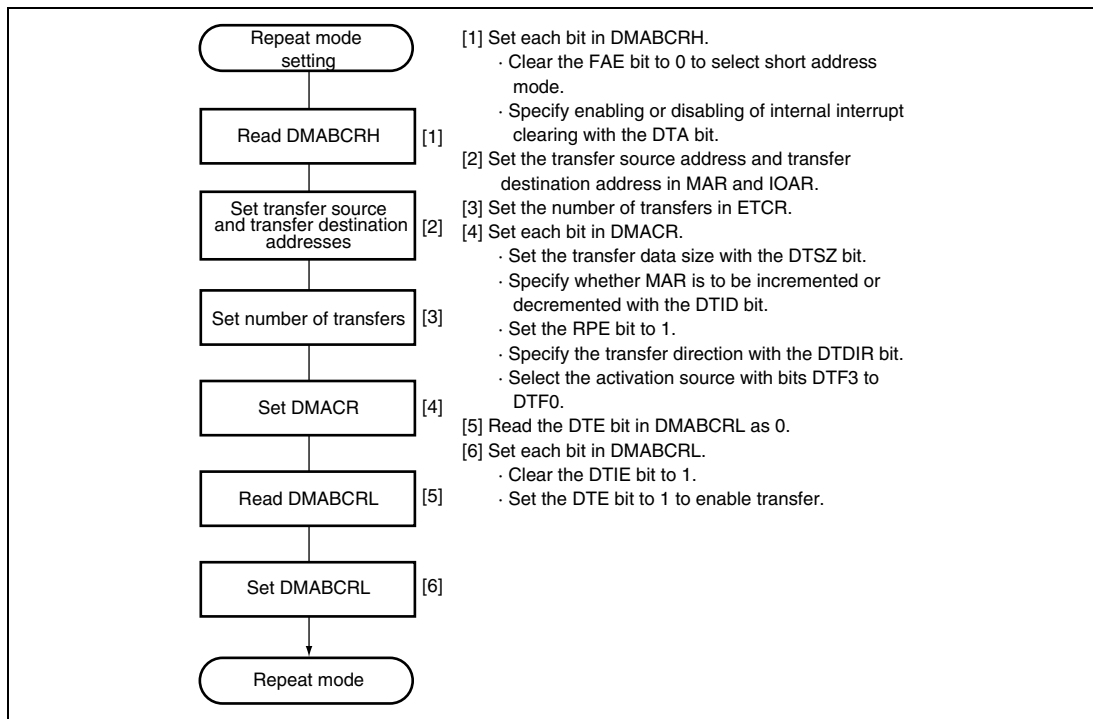 Repeat mode
setting
Read DMABCRH
[1]
Set transfer source
and transfer destination
addresses
[2]
Set number of transfers
[3]
Set DMACR
[4]
Read DMABCRL
[5]
Set DMABCRL
[6]
Repeat mode
[1] Set each bit in DMABCRH.
· Clear the FAE bit to 0 to select short address
mode.
· Specify enabling or disabling of internal interrupt
clearing with the DTA bit.
[2] Set the transfer source address and transfer
destination address in MAR and IOAR.
[3] Set the number of transfers in ETCR.
[4] Set each bit in DMACR.
· Set the transfer data size with the DTSZ bit.
· Specify whether MAR is to be incremented or
decremented with the DTID bit.
· Set the RPE bit to 1.
· Specify the transfer direction with the DTDIR bit.
· Select the activation source with bits DTF3 to
DTF0.
[5] Read the DTE bit in DMABCRL as 0.
[6] Set each bit in DMABCRL.
· Clear the DTIE bit to 1.
· Set the DTE bit to 1 to enable transfer.